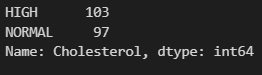 HIGH      103
NORMAL     97
Name: Cholesterol, dtype: int64